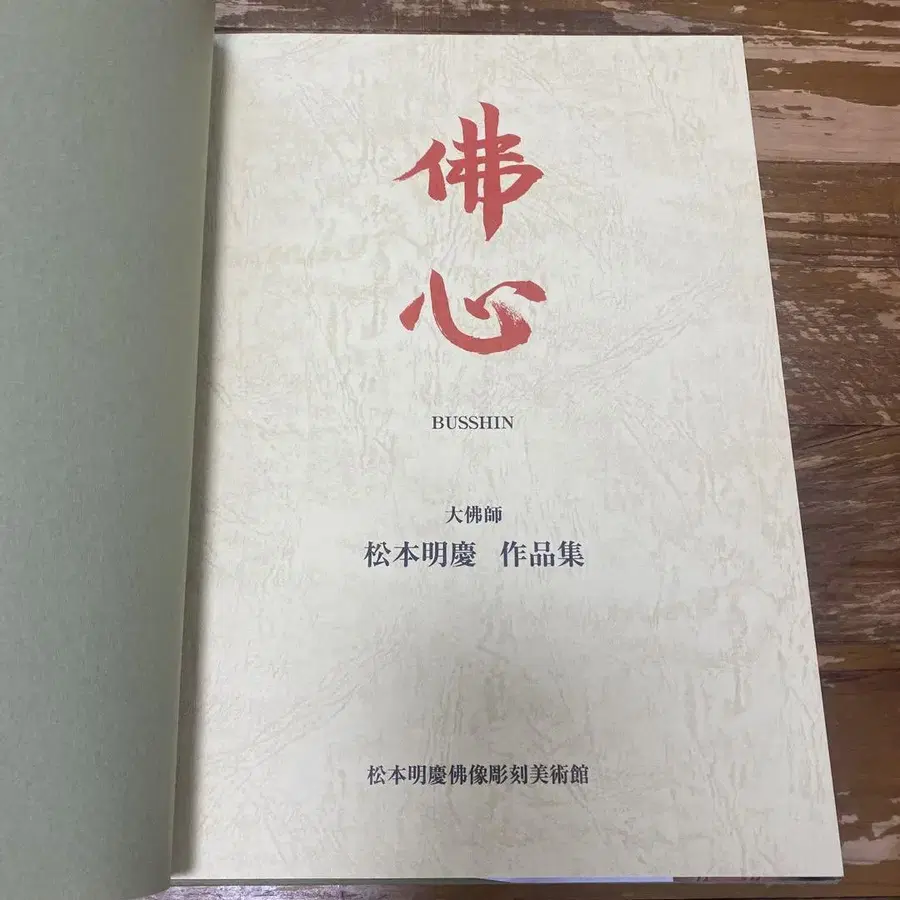 佛
心
BUSSHIN
大佛師
松本明慶 作品集
松本明慶佛像彫刻美術館